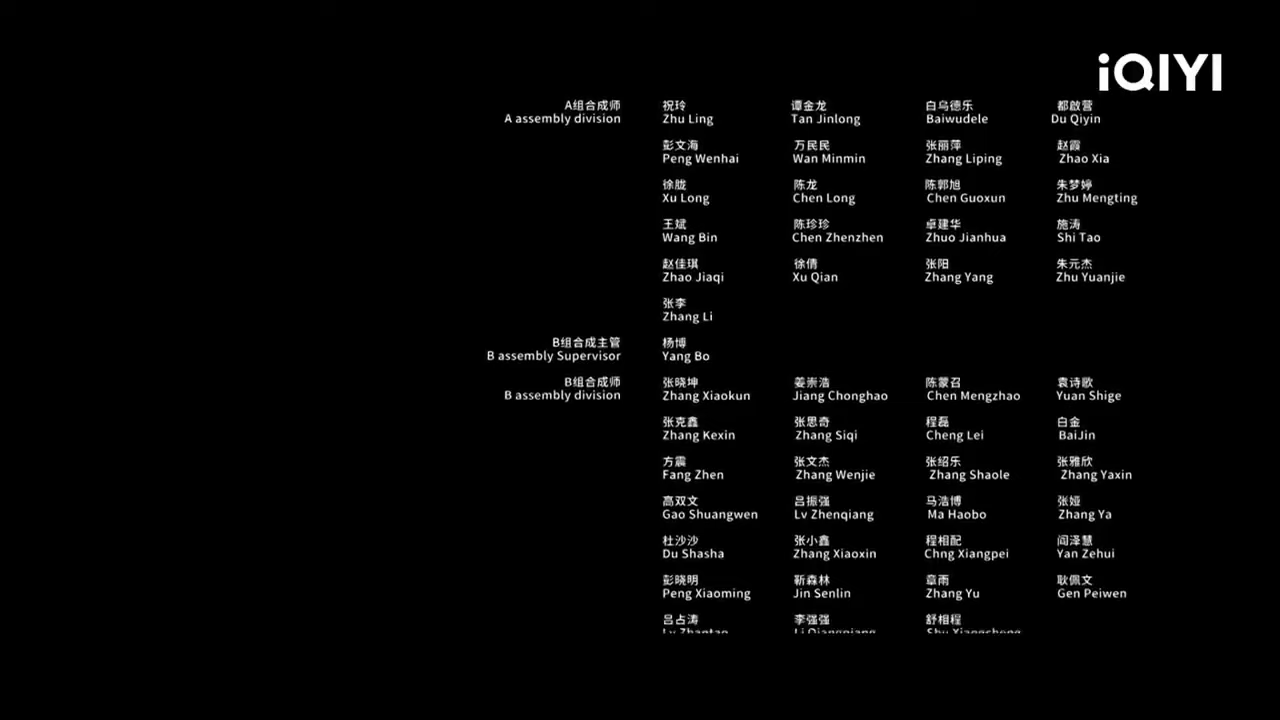 iQIYI
A组合成师 祝玲 谭金龙 白乌德乐 都啟营
A assembly division Zhu Ling Tan Jinlong Baiwudele Du Qiyin
彭文海 万民民 张丽萍 赵霞
Peng Wenhai Wan Minmin Zhang Liping Zhao Xia
徐胧 陈龙 陈郭旭 朱梦婷
Xu Long Chen Long Chen Guoxun Zhu Mengting
王斌 陈珍珍 卓建华 施涛
Wang Bin Chen Zhenzhen Zhuo Jianhua Shi Tao
赵佳琪 徐倩 张阳 朱元杰
Zhao Jiaqi Xu Qian Zhang Yang Zhu Yuanjie
张李
Zhang Li
B组合成主管 杨博
B assembly Supervisor Yang Bo
B组合成师 张晓坤 姜崇浩 陈蒙召 袁诗歌
B assembly division Zhang Xiaokun Jiang Chonghao Chen Mengzhao Yuan Shige
张克鑫 张思奇 程磊 白金
Zhang Kexin Zhang Siqi Cheng Lei BaiJin
方震 张文杰 张绍乐 张雅欣
Fang Zhen Zhang Wenjie Zhang Shaole Zhang Yaxin
高双文 吕振强 马浩博 张娅
Gao Shuangwen Lv Zhenqiang Ma Haobo Zhang Ya
杜沙沙 张小鑫 程相配 阎泽慧
Du Shasha Zhang Xiaoxin Chng Xiangpei Yan Zehui
彭晓明 靳森林 章雨 耿佩文
Peng Xiaoming Jin Senlin Zhang Yu Gen Peiwen
吕占涛 李强强 舒相程